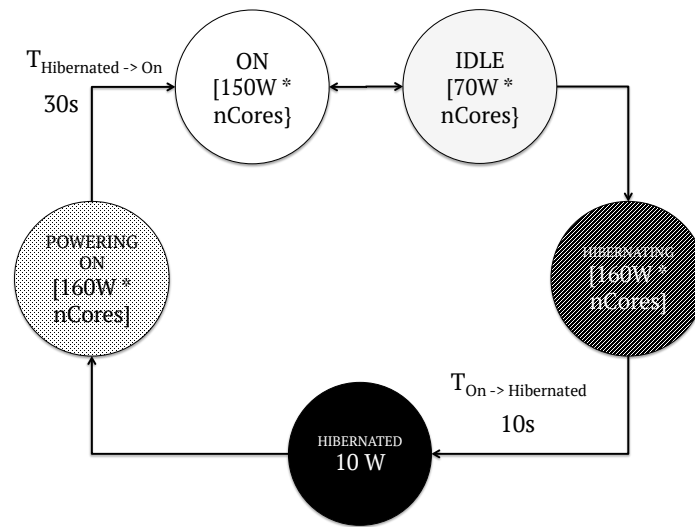 T_Hibernated -> On
30s
ON
[150W *
nCores}
IDLE
[70W *
nCores}
POWERING
ON
[160W *
nCores]
HIBERNATING
[160W *
nCores]
T_On -> Hibernated
10s
HIBERNATED
10 W